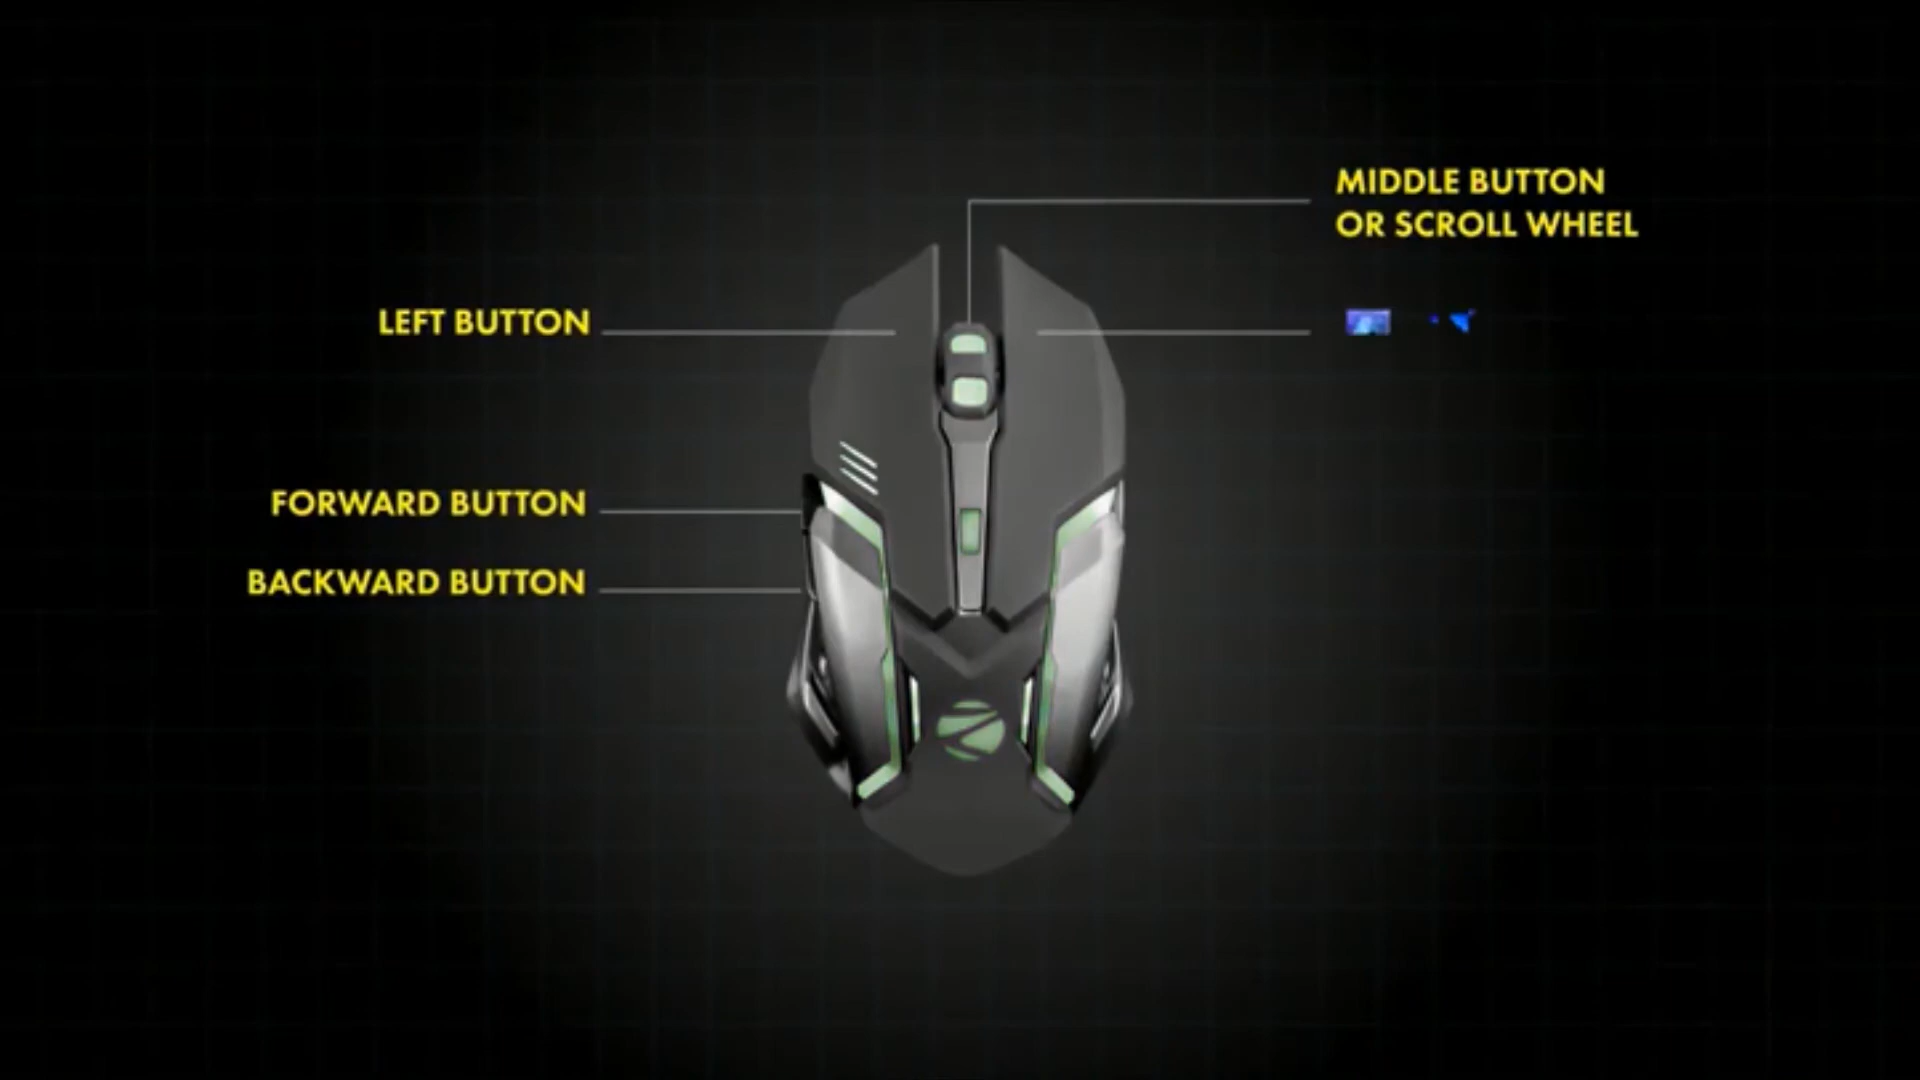 MIDDLE BUTTON
OR SCROLL WHEEL
LEFT BUTTON
FORWARD BUTTON
BACKWARD BUTTON